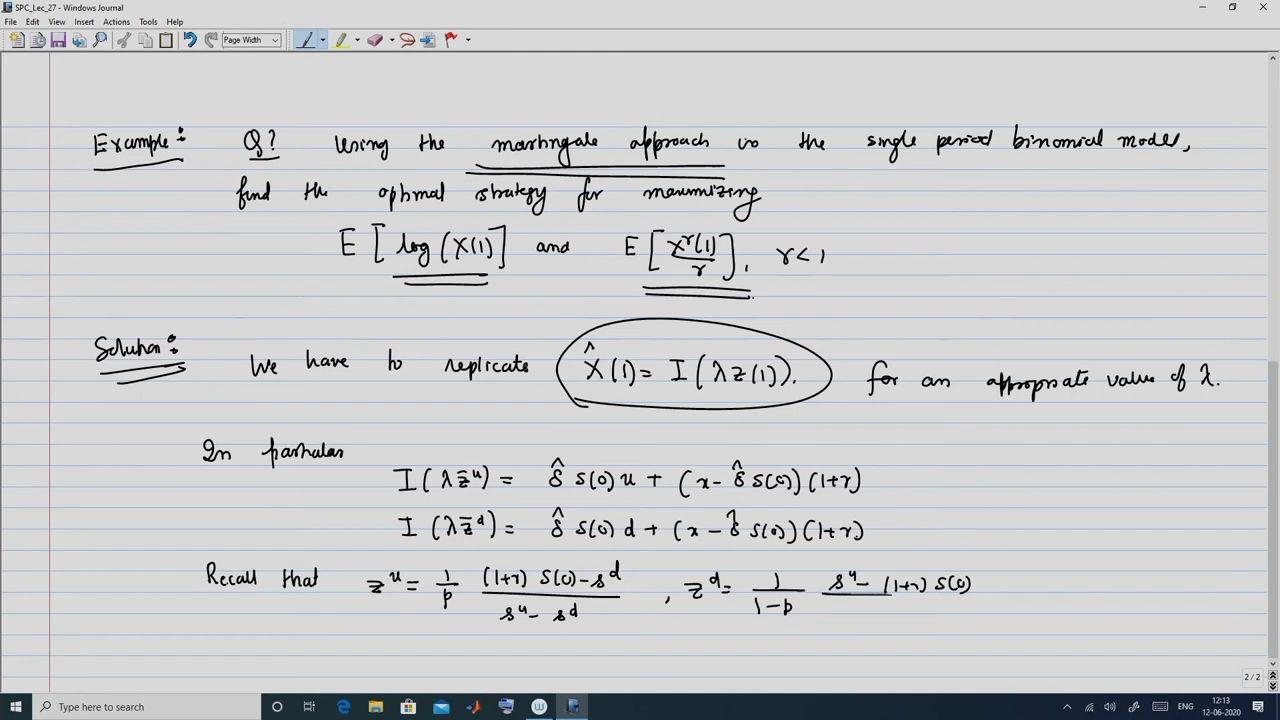 SPC_Lec_27 - Windows Journal
File Edit View Insert Actions Tools Help
Page Width
Example: Q? Using the martingale approach in the single period binomial model,
find the optimal strategy for maximizing
E [log (X(1)] and E [X^γ(1)/γ], γ < 1
Solution: We have to replicate X̂(1) = I(λZ(1)). for an appropriate value of λ.
In particular
I(λZ̄^u) = δ̂ S(0) u + (x - δ̂ S(0)) (1+r)
I(λZ̄^d) = δ̂ S(0) d + (x - δ̂ S(0)) (1+r)
Recall that Z^u = 1/p ((1+r) S(0) - S^d)/(S^u - S^d) , Z^d = 1/(1-p) S^u - (1+r) S(0)
2/2
Type here to search ENG 12:13 12-06-2020